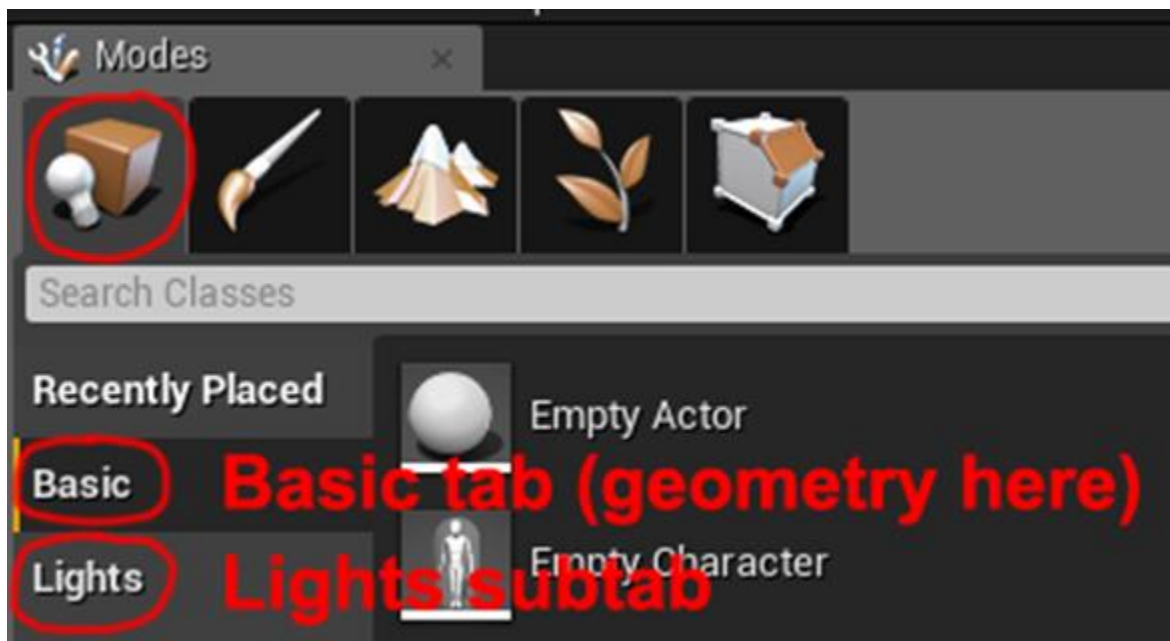 Modes
Search Classes
Recently Placed
Empty Actor
Basic
Basic tab (geometry here)
Empty Character
Lights
Lights subtab